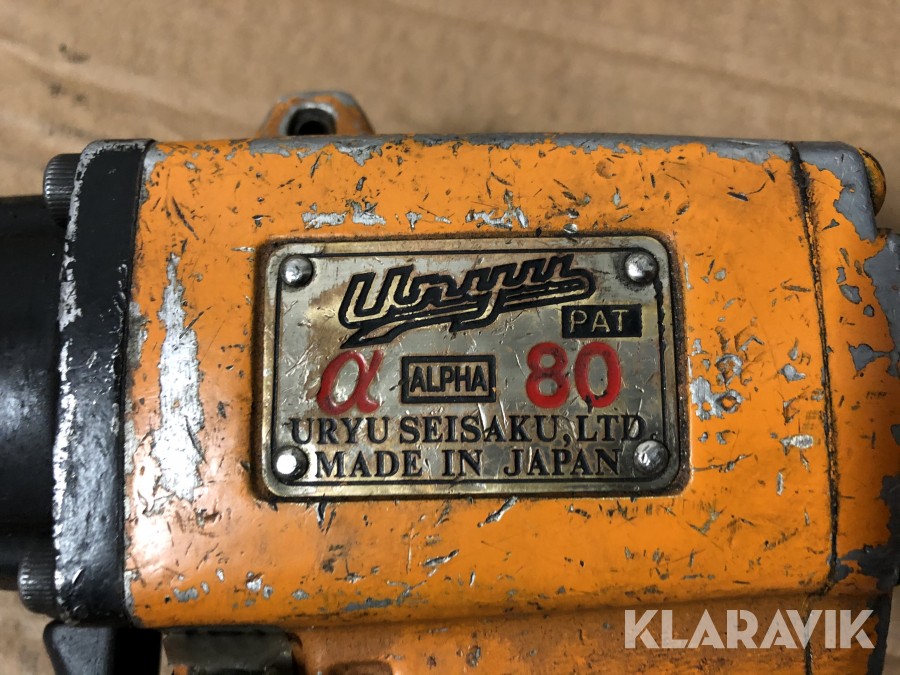 Uryu
PAT
α ALPHA 80
URYU SEISAKU, LTD.
MADE IN JAPAN
KLARAVIK